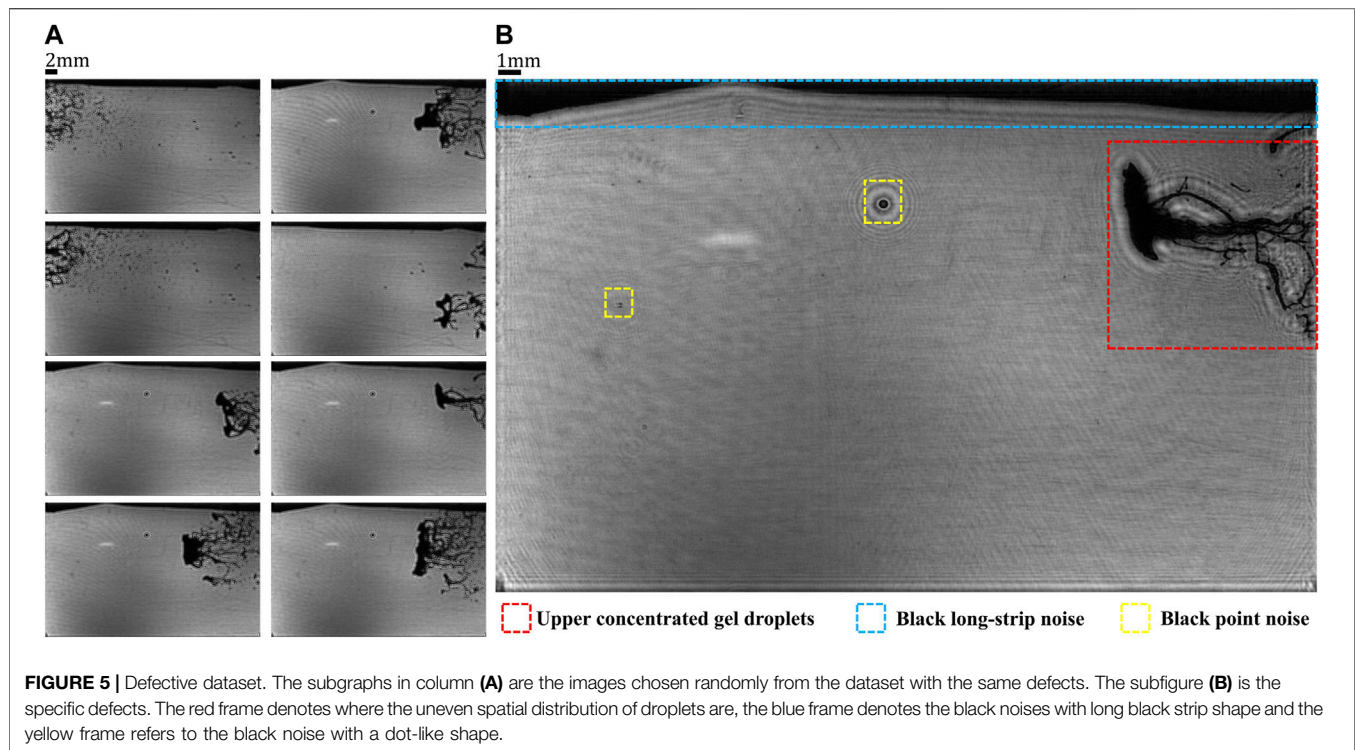 A
2mm
B
1mm
Upper concentrated gel droplets
Black long-strip noise
Black point noise
FIGURE 5 | Defective dataset. The subgraphs in column (A) are the images chosen randomly from the dataset with the same defects. The subfigure (B) is the
specific defects. The red frame denotes where the uneven spatial distribution of droplets are, the blue frame denotes the black noises with long black strip shape and the
yellow frame refers to the black noise with a dot-like shape.